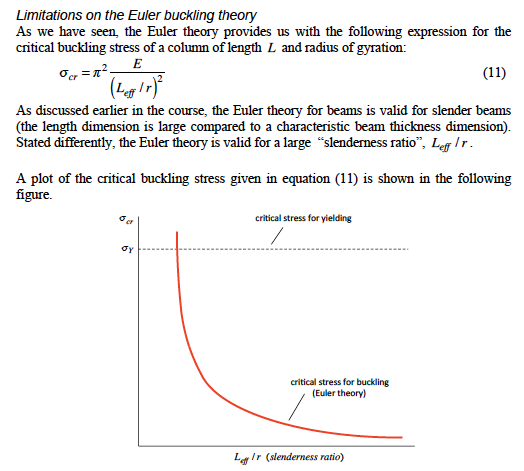 Limitations on the Euler buckling theory
As we have seen, the Euler theory provides us with the following expression for the
critical buckling stress of a column of length L and radius of gyration:
σcr = π² E / (Leff / r)² (11)
As discussed earlier in the course, the Euler theory for beams is valid for slender beams
(the length dimension is large compared to a characteristic beam thickness dimension).
Stated differently, the Euler theory is valid for a large “slenderness ratio”, Leff / r.
A plot of the critical buckling stress given in equation (11) is shown in the following
figure.
σcr
critical stress for yielding
σY
critical stress for buckling
(Euler theory)
Leff / r (slenderness ratio)